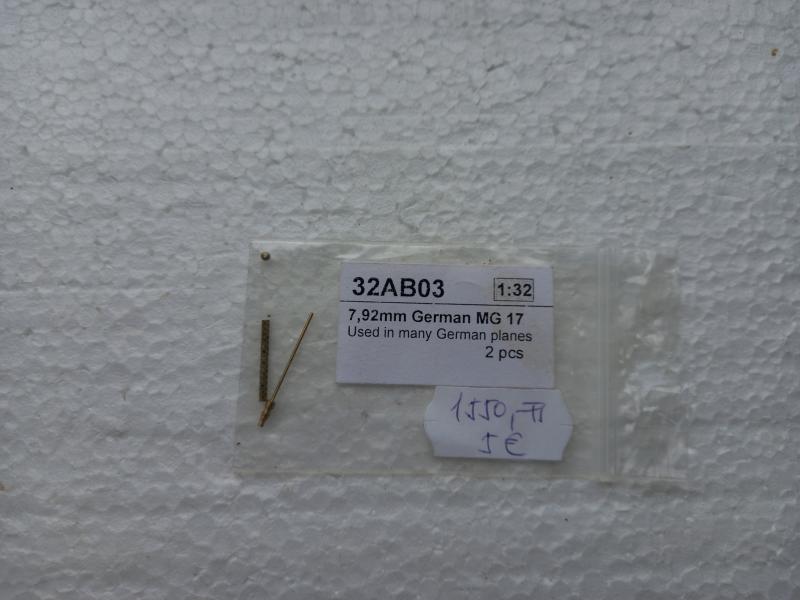 32AB03
1:32
7,92mm German MG 17
Used in many German planes
2 pcs
1550,-Ft
5€